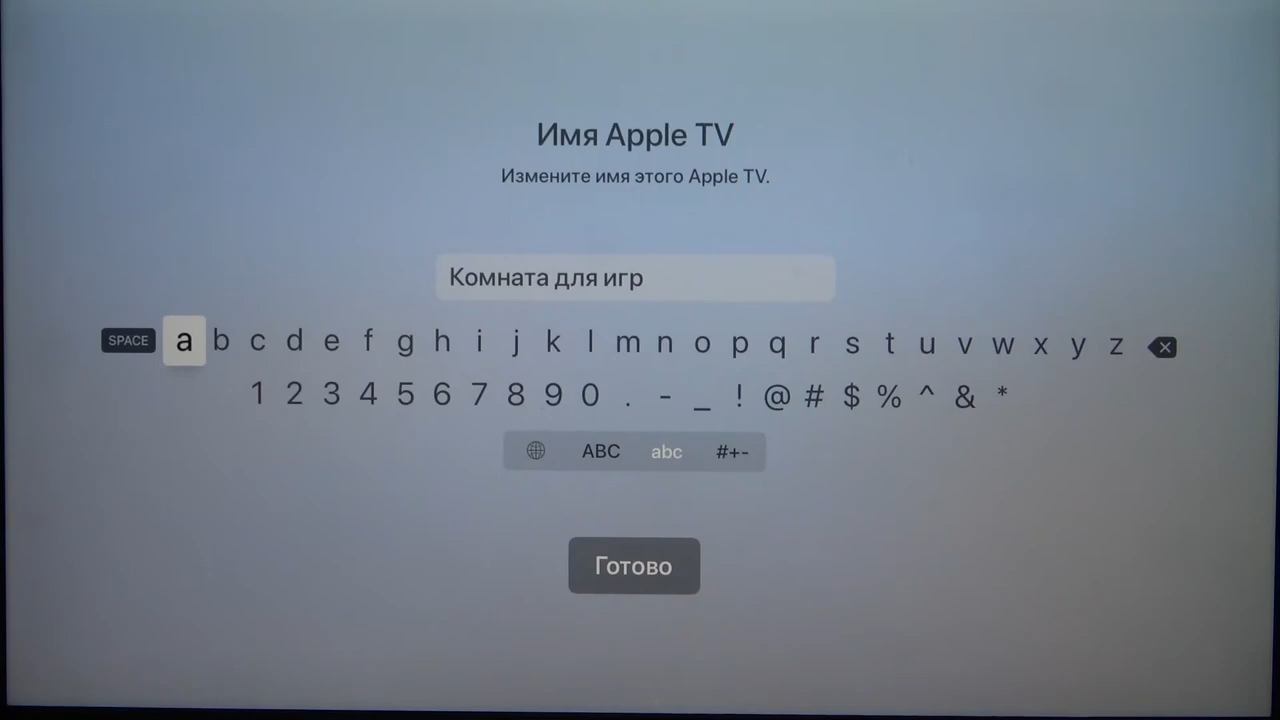 Имя Apple TV
Измените имя этого Apple TV.
Комната для игр
SPACE a b c d e f g h i j k l m n o p q r s t u v w x y z
1 2 3 4 5 6 7 8 9 0 . - _ ! @ # $ % ^ & *
ABC abc #+-
Готово